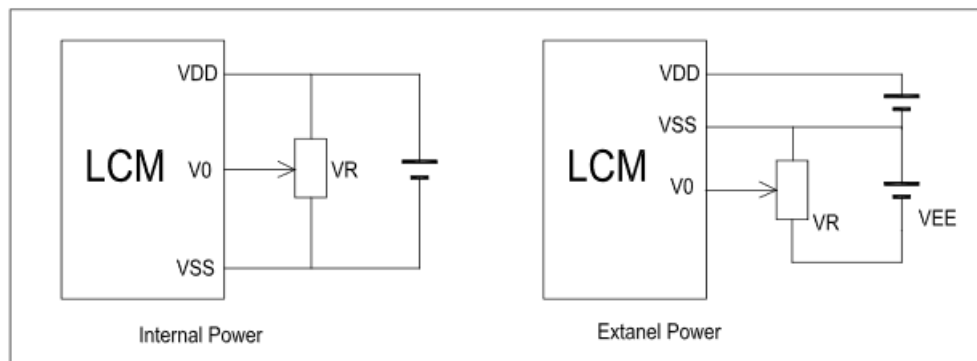 VDD
LCM
V0
VR
VSS
Internal Power
VDD
VSS
LCM
V0
VR
VEE
Extanel Power